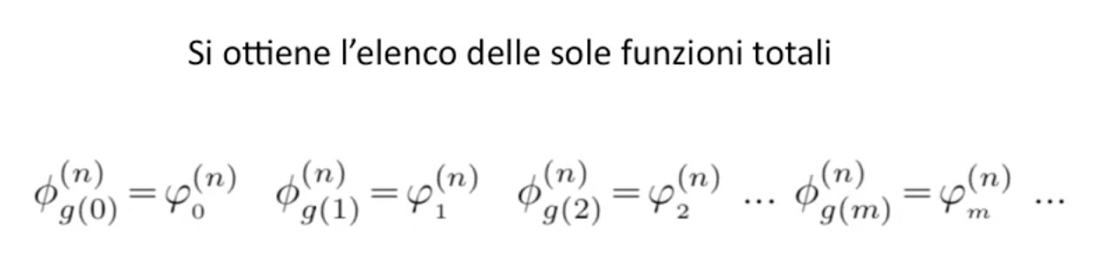 Si ottiene l’elenco delle sole funzioni totali
ϕ_{g(0)}^{(n)} = φ_0^{(n)} ϕ_{g(1)}^{(n)} = φ_1^{(n)} ϕ_{g(2)}^{(n)} = φ_2^{(n)} ... ϕ_{g(m)}^{(n)} = φ_m^{(n)} ...